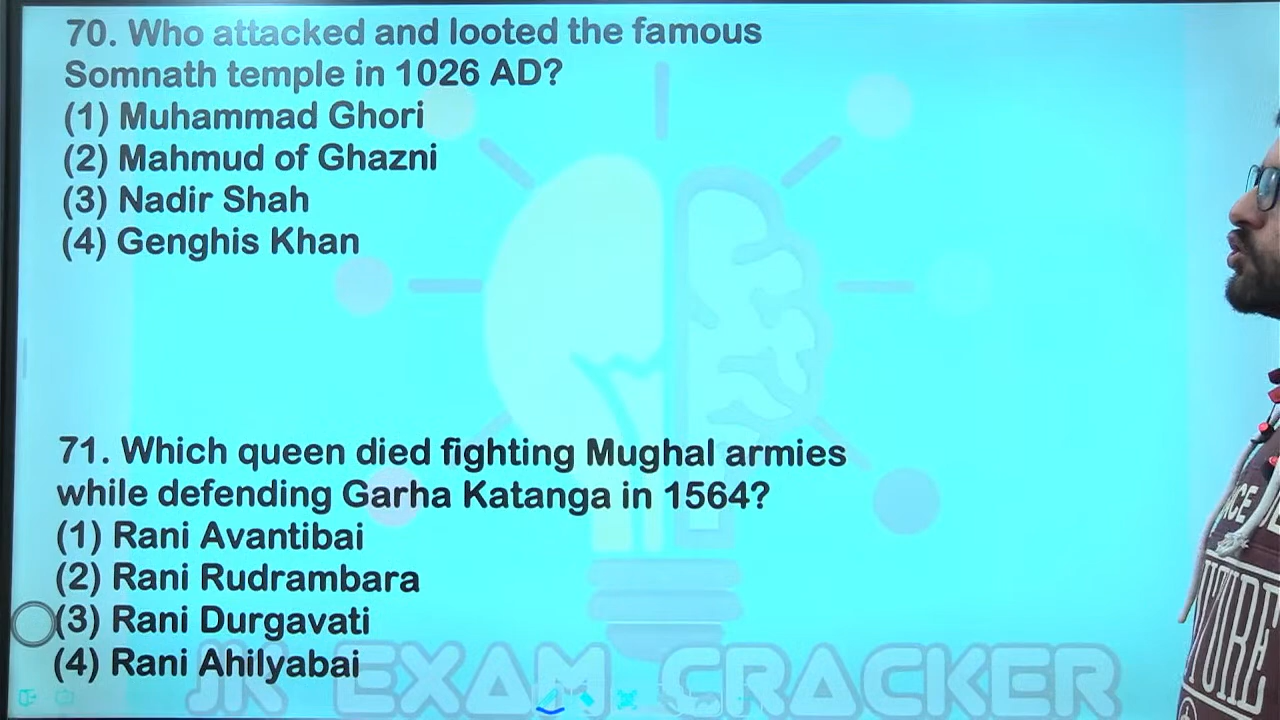 70. Who attacked and looted the famous
Somnath temple in 1026 AD?
(1) Muhammad Ghori
(2) Mahmud of Ghazni
(3) Nadir Shah
(4) Genghis Khan
71. Which queen died fighting Mughal armies
while defending Garha Katanga in 1564?
(1) Rani Avantibai
(2) Rani Rudrambara
(3) Rani Durgavati
(4) Rani Ahilyabai
JK EXAM CRACKER